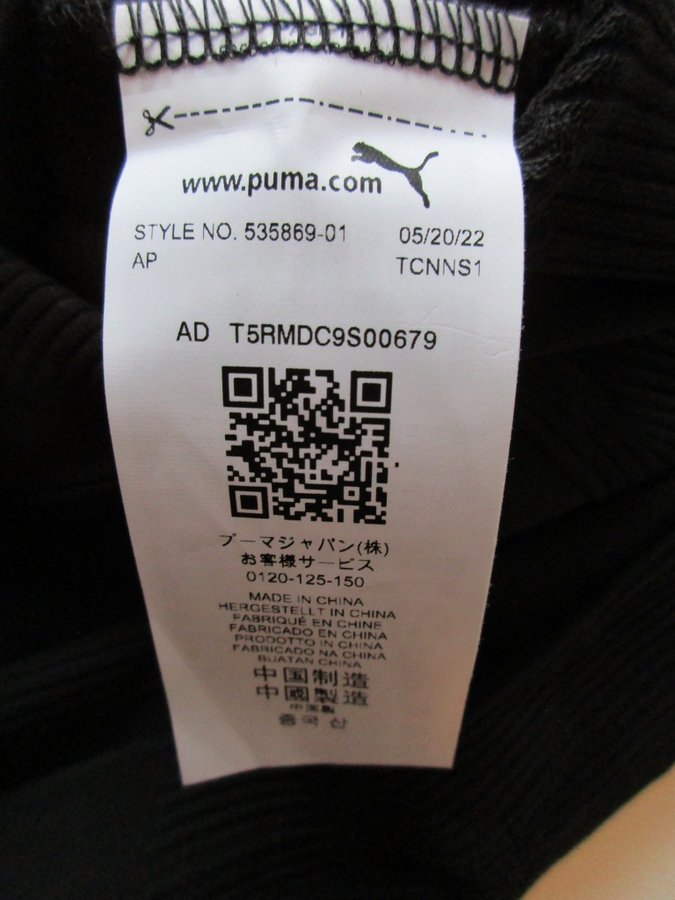 www.puma.com
STYLE NO. 535869-01 05/20/22
AP TCNNS1
AD T5RMDC9S00679
プーマジャパン(株)
お客様サービス
0120-125-150
MADE IN CHINA
HERGESTELLT IN CHINA
FABRIQUÉ EN CHINE
FABRICADO EN CHINA
PRODOTTO IN CHINA
FABRICADO NA CHINA
BUATAN CHINA
中国制造
中國製造
中国製
중국 산